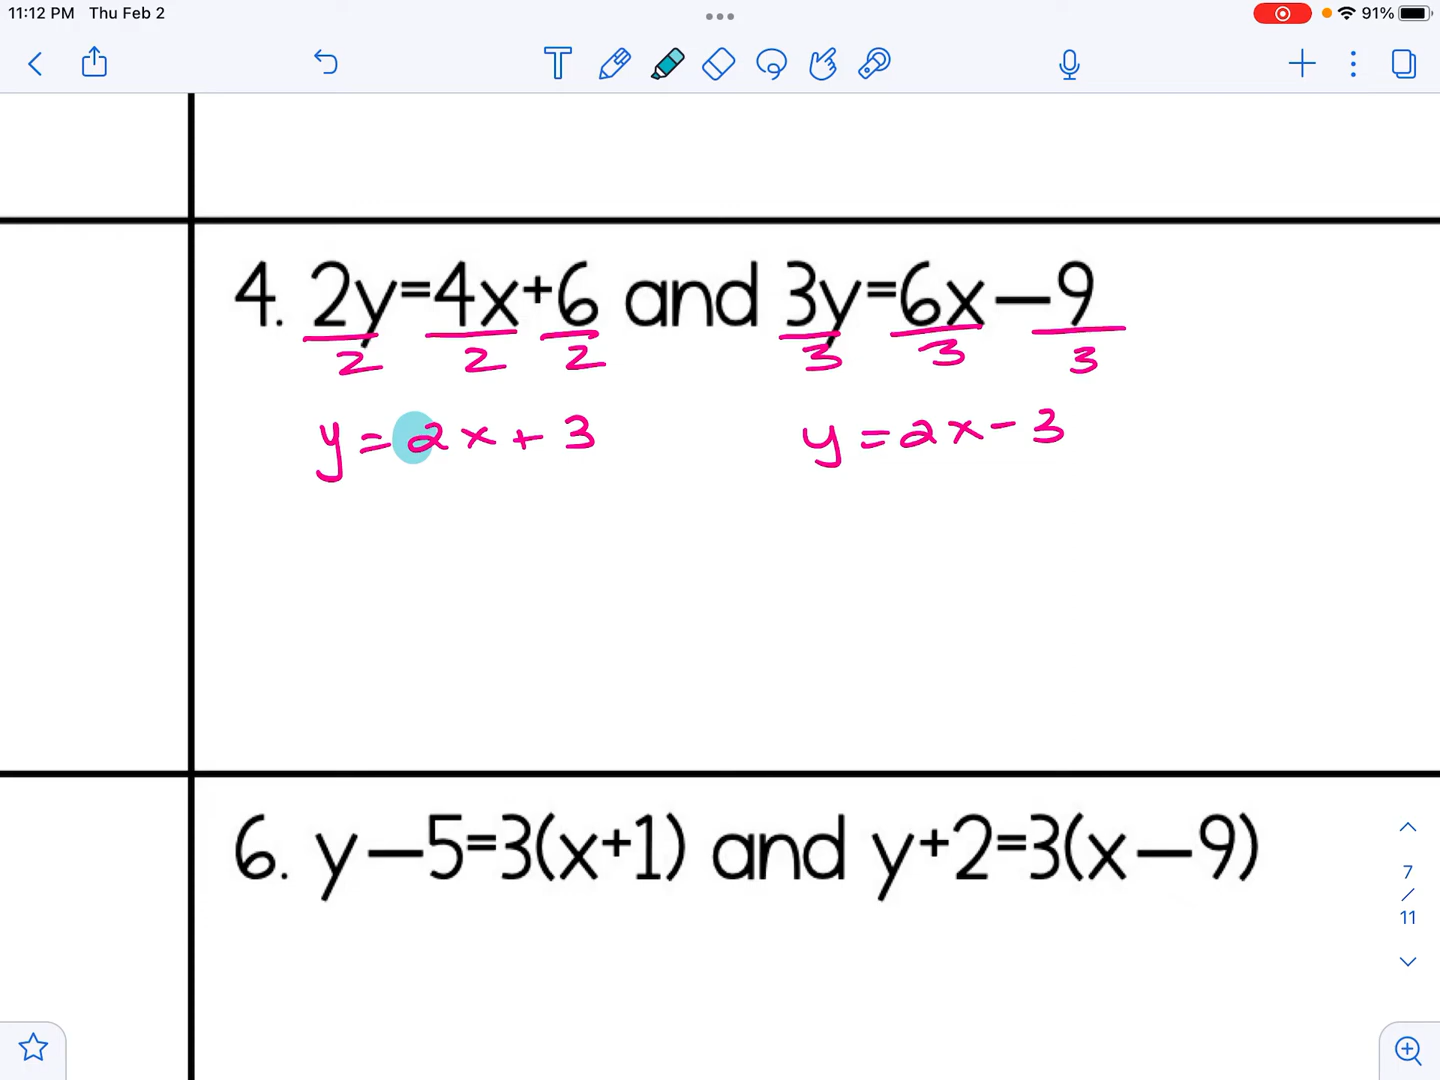 11:12 PM Thu Feb 2 91%
4. 2y=4x+6 and 3y=6x−9
2 2 2 3 3 3
y = 2x + 3 y = 2x − 3
6. y−5=3(x+1) and y+2=3(x−9)
7
/
11